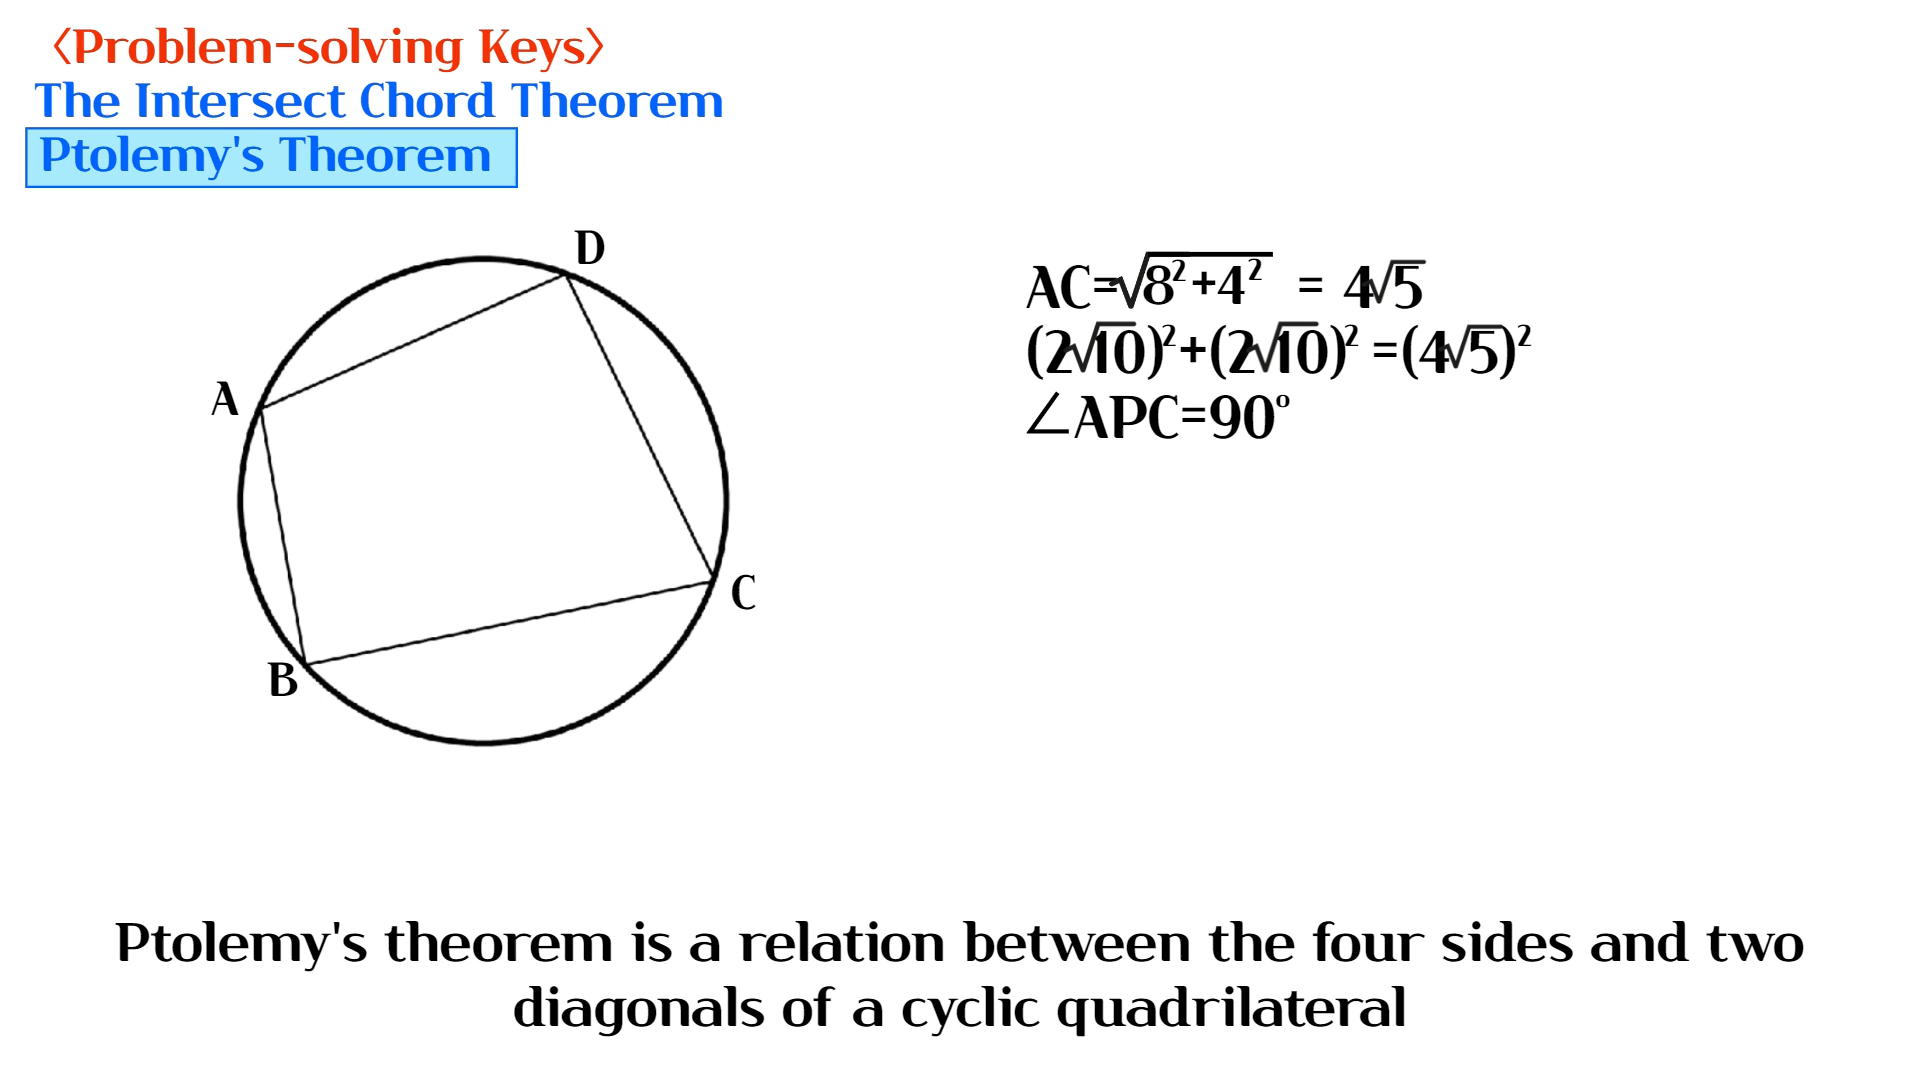 <Problem-solving Keys>
The Intersect Chord Theorem
Ptolemy's Theorem
D
A
C
B
AC=√8²+4² = 4√5
(2√10)²+(2√10)² =(4√5)²
∠APC=90°
Ptolemy's theorem is a relation between the four sides and two
diagonals of a cyclic quadrilateral